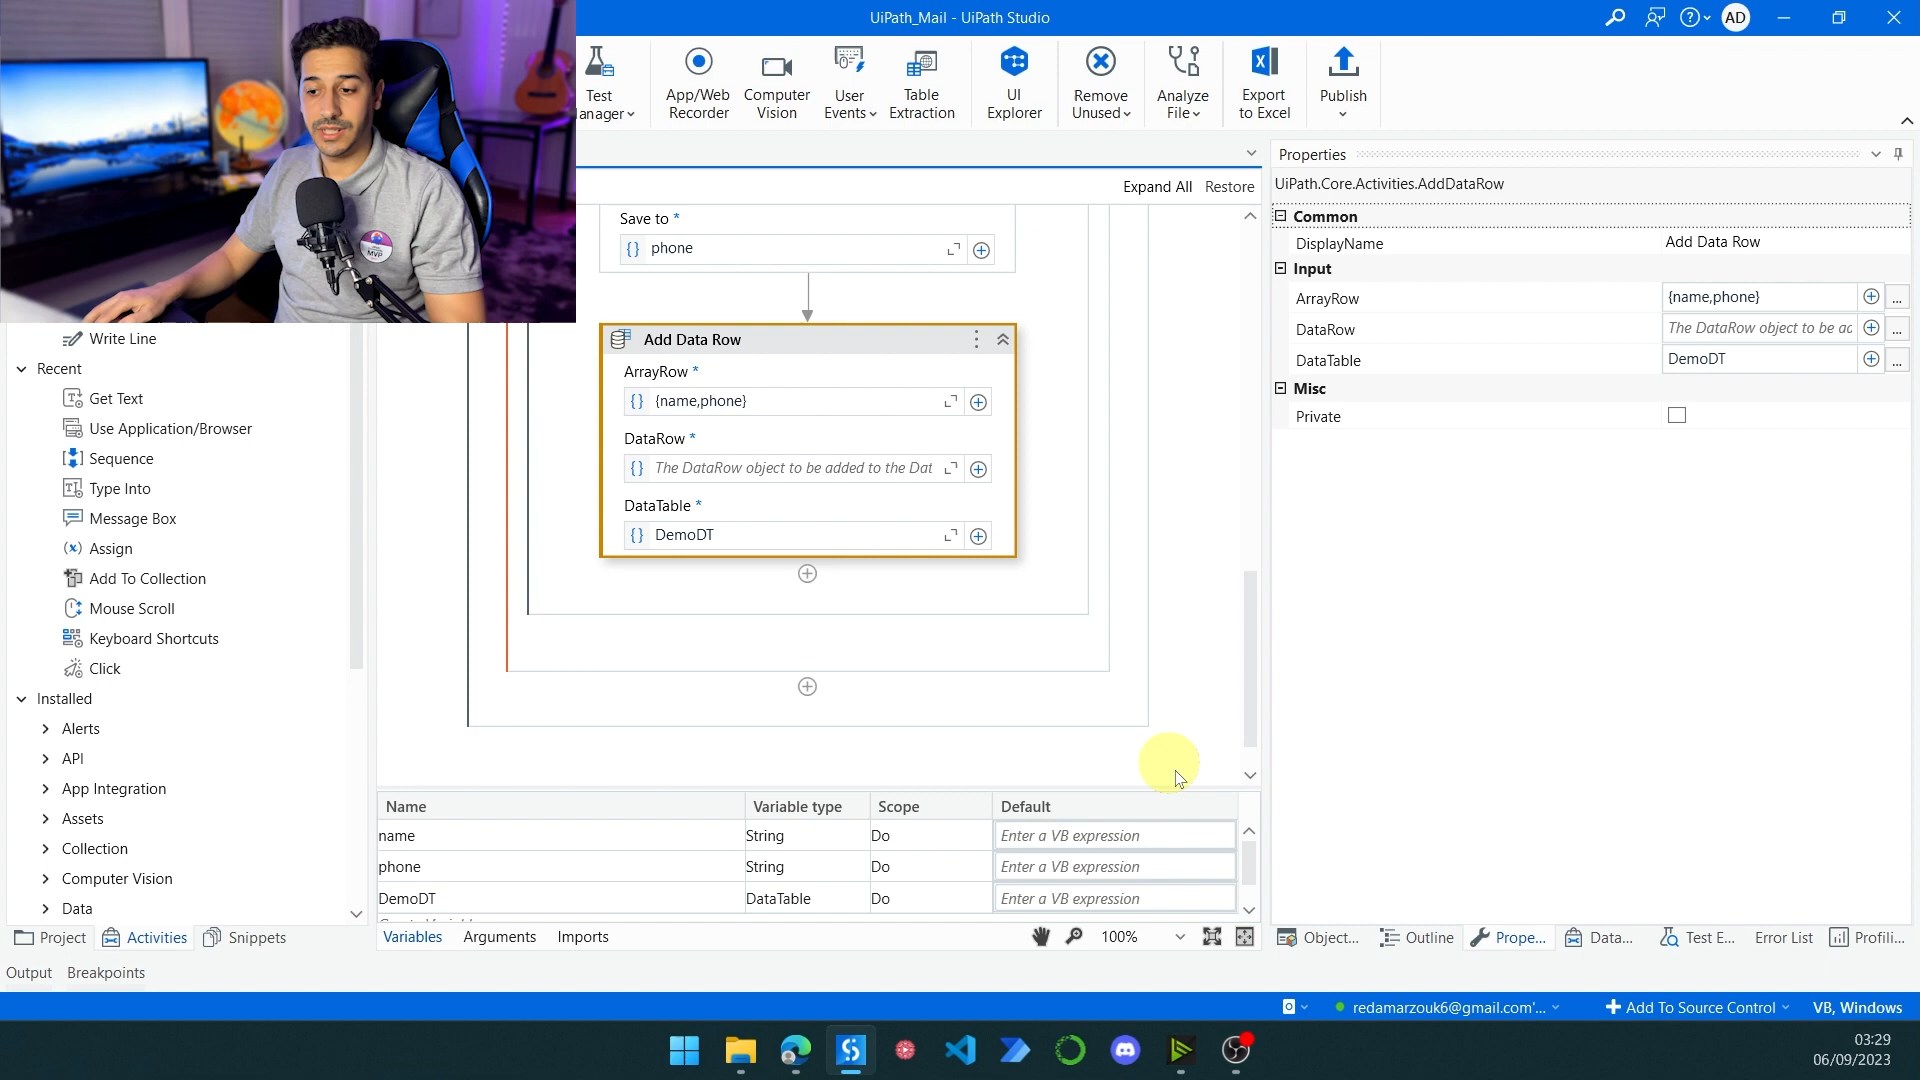 UiPath_Mail - UiPath Studio
AD
Test
anager
App/Web
Recorder
Computer
Vision
User
Events
Table
Extraction
UI
Explorer
Remove
Unused
Analyze
File
Export
to Excel
Publish
MVP
Expand All Restore
Save to *
phone
Add Data Row
ArrayRow *
{name,phone}
DataRow *
The DataRow object to be added to the Dat
DataTable *
DemoDT
Properties
UiPath.Core.Activities.AddDataRow
Common
DisplayName Add Data Row
Input
ArrayRow {name,phone} ...
DataRow The DataRow object to be ac ...
DataTable DemoDT ...
Misc
Private
Write Line
Recent
Get Text
Use Application/Browser
Sequence
Type Into
Message Box
Assign
Add To Collection
Mouse Scroll
Keyboard Shortcuts
Click
Installed
Alerts
API
App Integration
Assets
Collection
Computer Vision
Data
Name Variable type Scope Default
name String Do Enter a VB expression
phone String Do Enter a VB expression
DemoDT DataTable Do Enter a VB expression
Variables Arguments Imports 100%
Project Activities Snippets
Object... Outline Prope... Data... Test E... Error List Profili...
Output Breakpoints
redamarzouk6@gmail.com'... Add To Source Control VB, Windows
03:29
06/09/2023